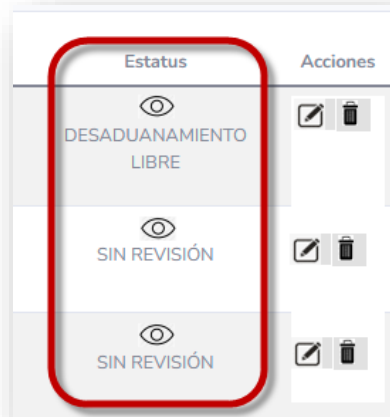 Estatus Acciones
DESADUANAMIENTO
LIBRE
SIN REVISIÓN
SIN REVISIÓN